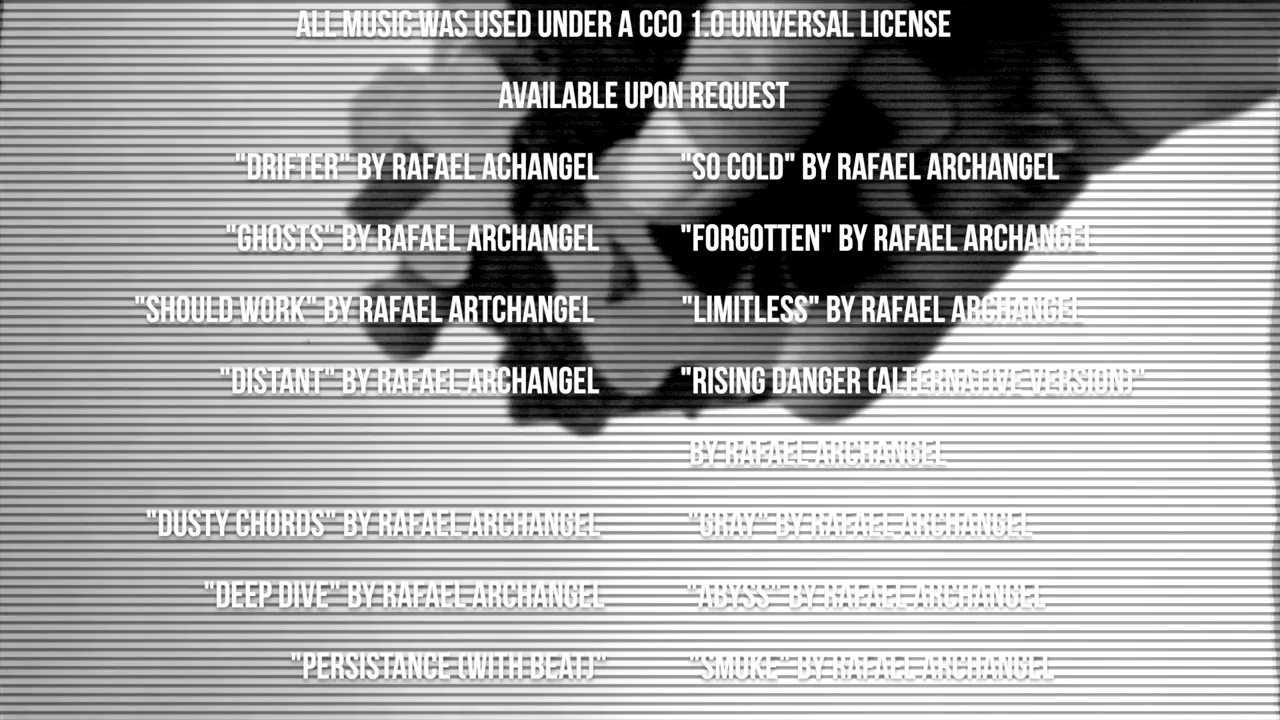 ALL MUSIC WAS USED UNDER A CC0 1.0 UNIVERSAL LICENSE
AVAILABLE UPON REQUEST
"DRIFTER" BY RAFAEL ACHANGEL
"SO COLD" BY RAFAEL ARCHANGEL
"GHOSTS" BY RAFAEL ARCHANGEL
"FORGOTTEN" BY RAFAEL ARCHANGEL
"SHOULD WORK" BY RAFAEL ARTCHANGEL
"LIMITLESS" BY RAFAEL ARCHANGEL
"DISTANT" BY RAFAEL ARCHANGEL
"RISING DANGER (ALTERNATIVE VERSION)"
BY RAFAEL ARCHANGEL
"DUSTY CHORDS" BY RAFAEL ARCHANGEL
"GRAY" BY RAFAEL ARCHANGEL
"DEEP DIVE" BY RAFAEL ARCHANGEL
"ABYSS" BY RAFAEL ARCHANGEL
"PERSISTANCE (WITH BEAT)"
"SMOKE" BY RAFAEL ARCHANGEL